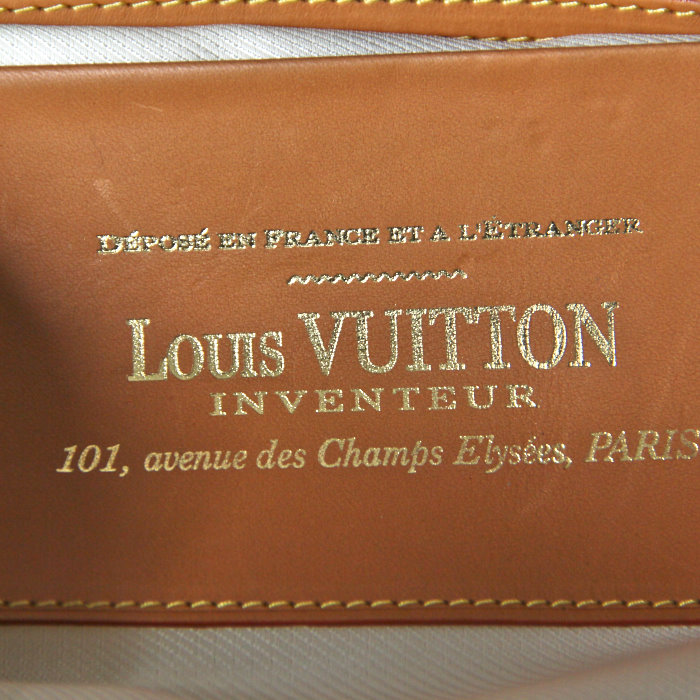 DÉPOSÉ EN FRANCE ET A L'ÉTRANGER
LOUIS VUITTON
INVENTEUR
101, avenue des Champs Elysées, PARIS